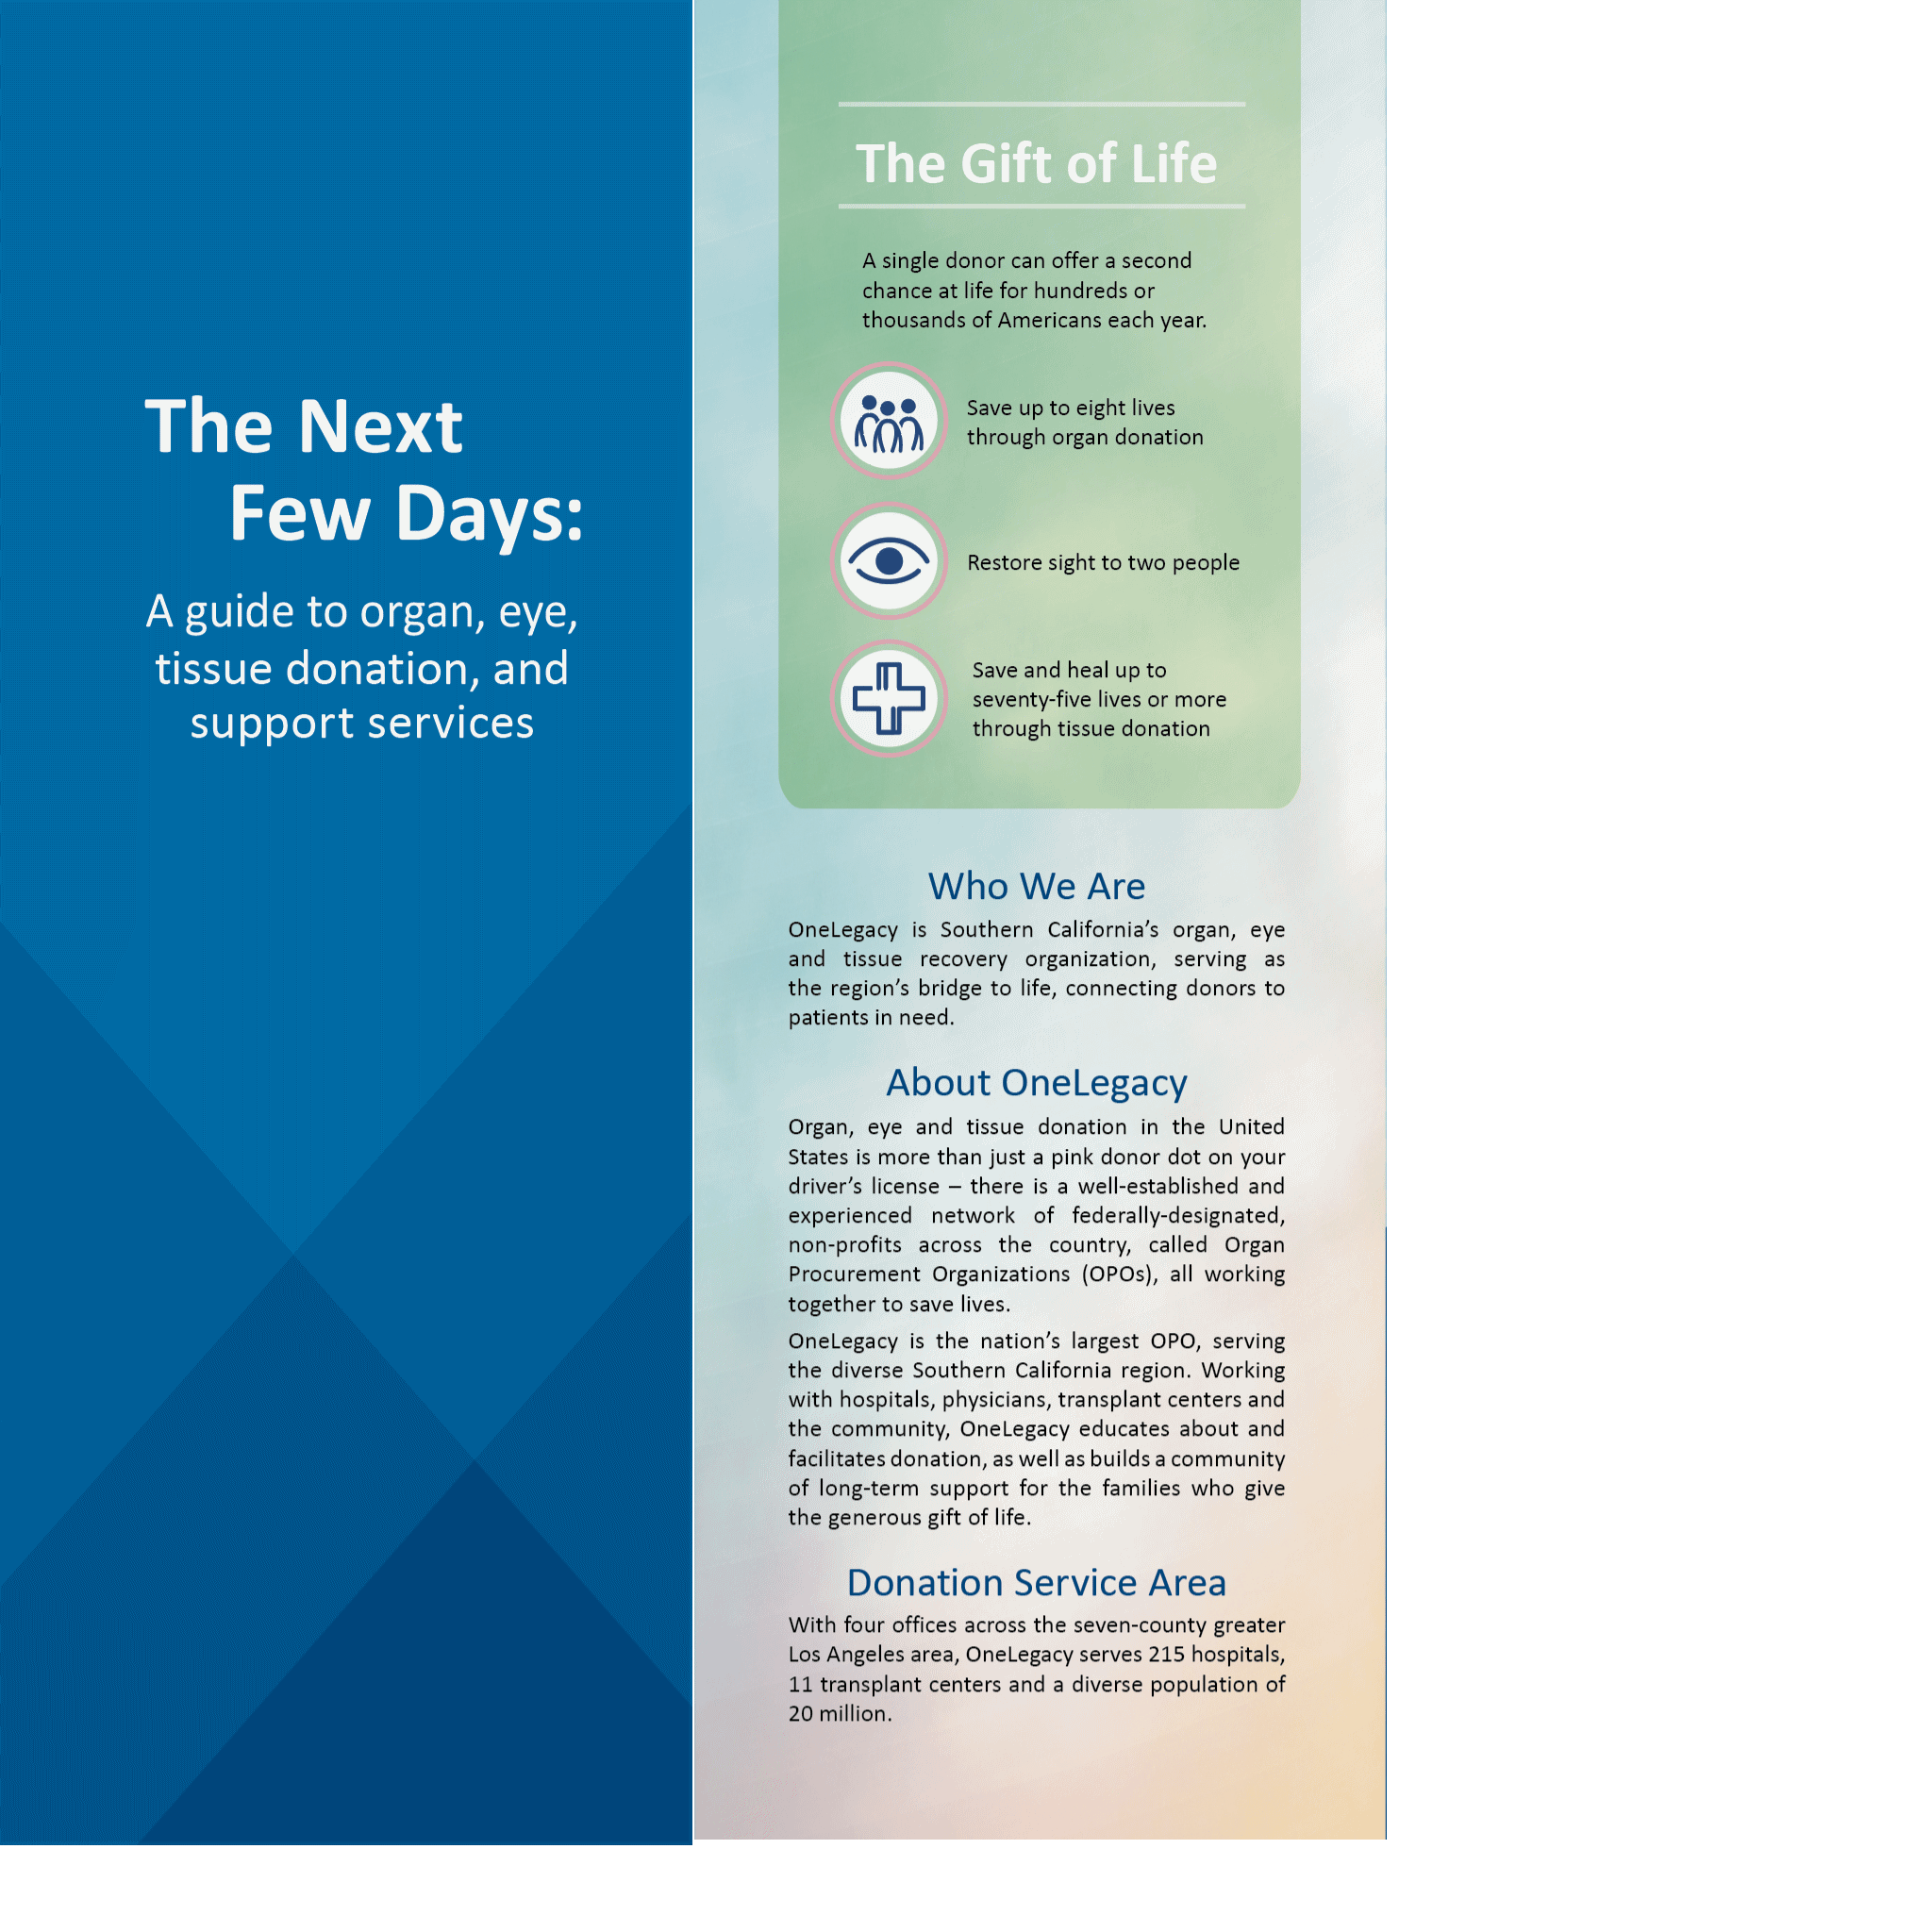 The Next
Few Days:
A guide to organ, eye,
tissue donation, and
support services
The Gift of Life
A single donor can offer a second
chance at life for hundreds or
thousands of Americans each year.
Save up to eight lives
through organ donation
Restore sight to two people
Save and heal up to
seventy-five lives or more
through tissue donation
Who We Are
OneLegacy is Southern California’s organ, eye
and tissue recovery organization, serving as
the region’s bridge to life, connecting donors to
patients in need.
About OneLegacy
Organ, eye and tissue donation in the United
States is more than just a pink donor dot on your
driver’s license – there is a well-established and
experienced network of federally-designated,
non-profits across the country, called Organ
Procurement Organizations (OPOs), all working
together to save lives.
OneLegacy is the nation’s largest OPO, serving
the diverse Southern California region. Working
with hospitals, physicians, transplant centers and
the community, OneLegacy educates about and
facilitates donation, as well as builds a community
of long-term support for the families who give
the generous gift of life.
Donation Service Area
With four offices across the seven-county greater
Los Angeles area, OneLegacy serves 215 hospitals,
11 transplant centers and a diverse population of
20 million.